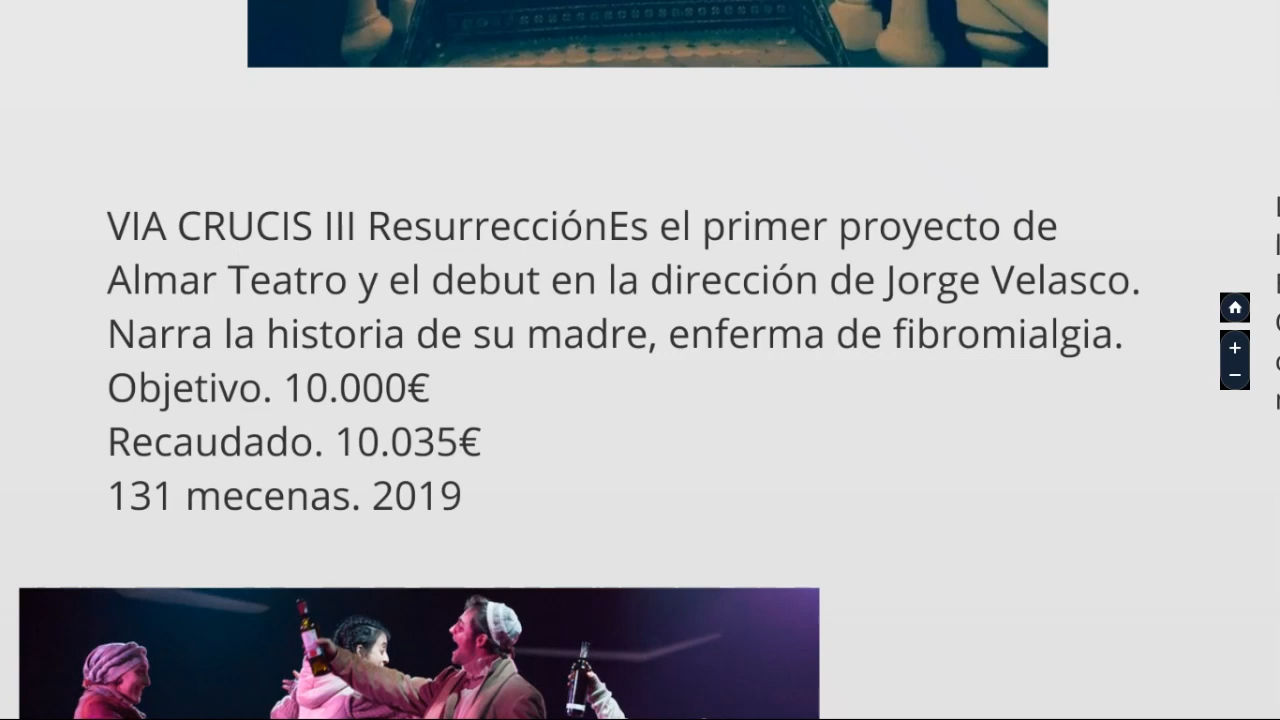 VIA CRUCIS III ResurrecciónEs el primer proyecto de
Almar Teatro y el debut en la dirección de Jorge Velasco.
Narra la historia de su madre, enferma de fibromialgia.
Objetivo. 10.000€
Recaudado. 10.035€
131 mecenas. 2019